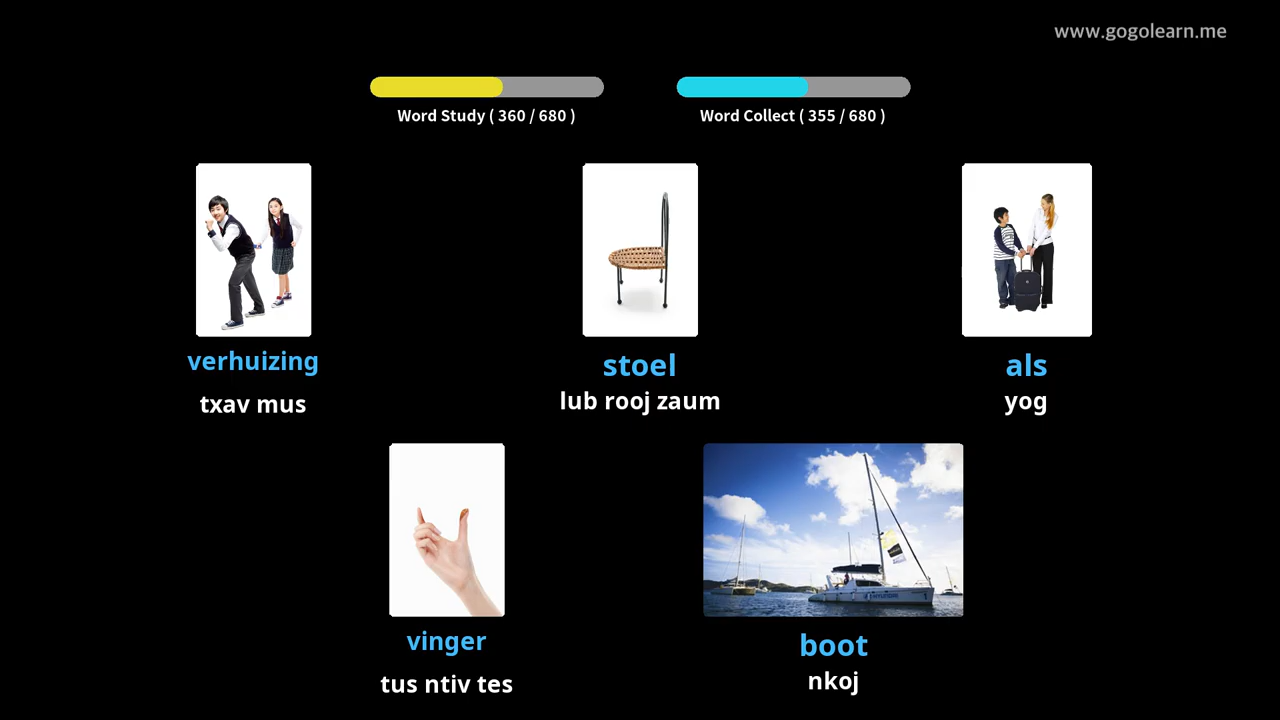 www.gogolearn.me
Word Study ( 360 / 680 )
Word Collect ( 355 / 680 )
verhuizing
txav mus
stoel
lub rooj zaum
als
yog
vinger
tus ntiv tes
boot
nkoj